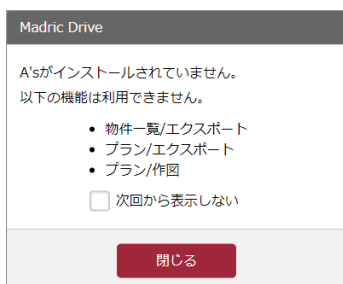 Madric Drive
A'sがインストールされていません。
以下の機能は利用できません。
• 物件一覧/エクスポート
• プラン/エクスポート
• プラン/作図
次回から表示しない
閉じる